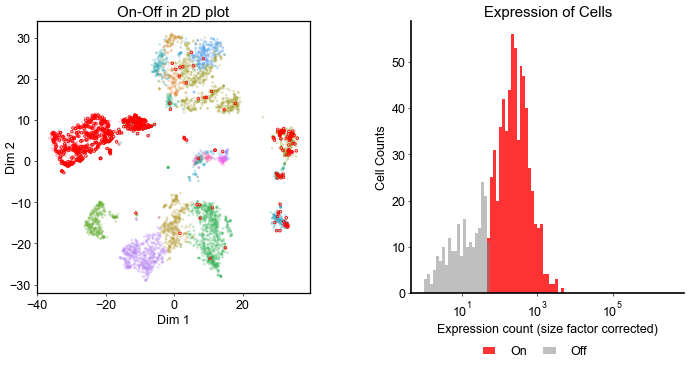 On-Off in 2D plot
Dim 2
30
20
10
0
−10
−20
−30
−40
−20
0
20
Dim 1
Expression of Cells
Cell Counts
50
40
30
20
10
0
10^1
10^3
10^5
Expression count (size factor corrected)
On
Off